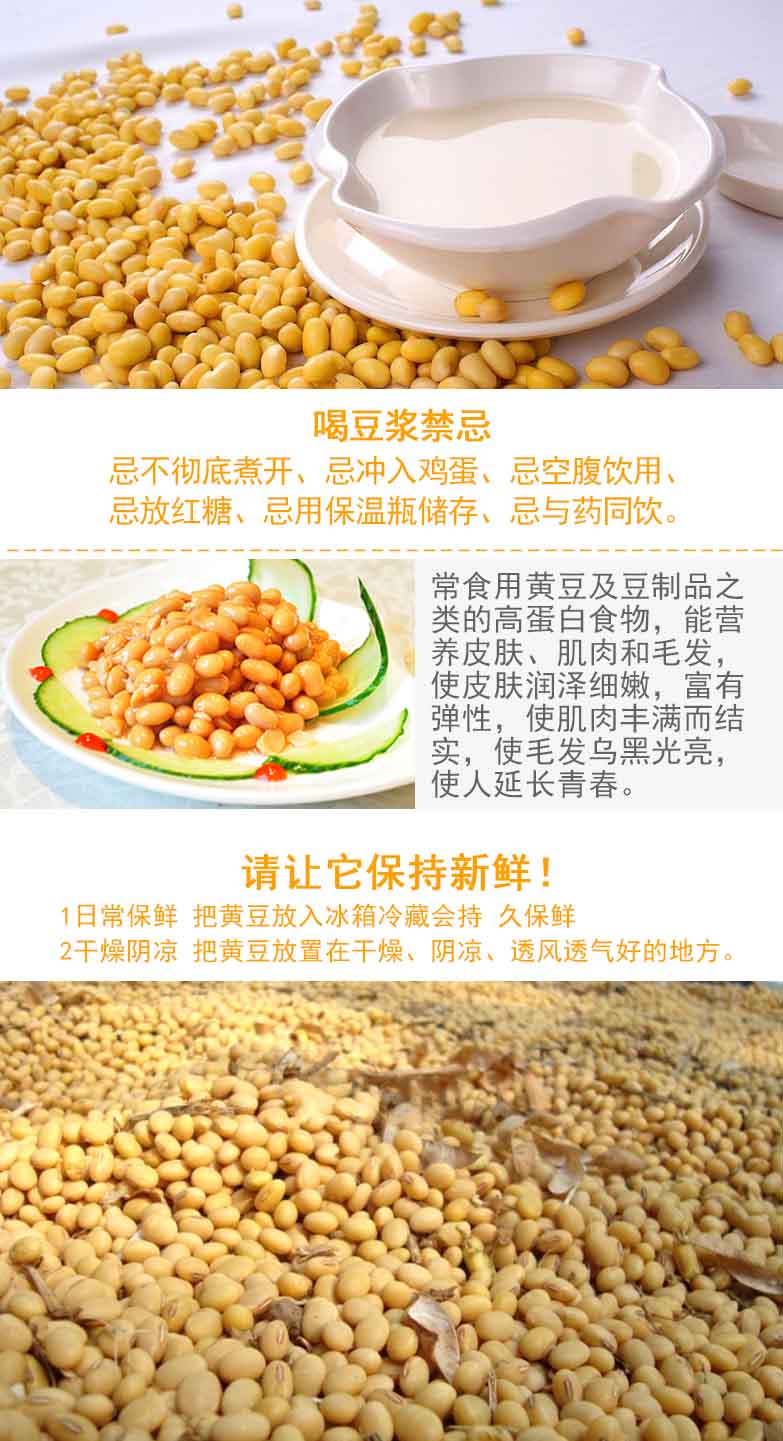 喝豆浆禁忌
忌不彻底煮开、忌冲入鸡蛋、忌空腹饮用、
忌放红糖、忌用保温瓶储存、忌与药同饮。
常食用黄豆及豆制品之
类的高蛋白食物，能营
养皮肤、肌肉和毛发，
使皮肤润泽细嫩，富有
弹性，使肌肉丰满而结
实，使毛发乌黑光亮，
使人延长青春。
请让它保持新鲜！
1日常保鲜 把黄豆放入冰箱冷藏会持 久保鲜
2干燥阴凉 把黄豆放置在干燥、阴凉、透风透气好的地方。